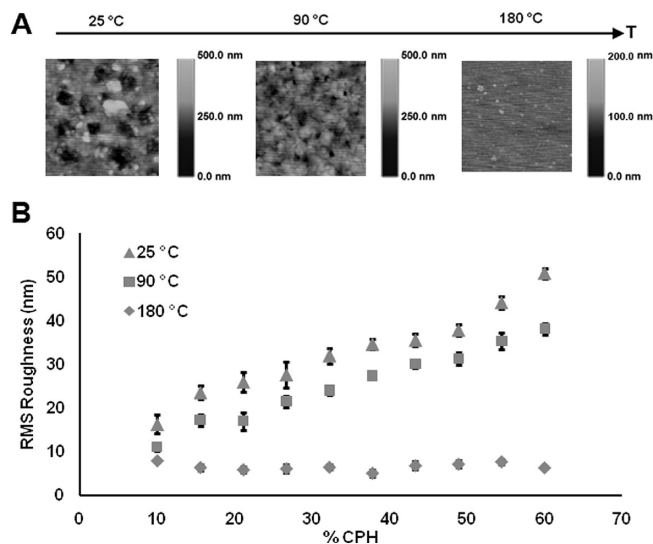 A
25 °C 90 °C 180 °C
T
500.0 nm 500.0 nm 200.0 nm
250.0 nm 250.0 nm 100.0 nm
0.0 nm 0.0 nm 0.0 nm
B
60
50
40
30
20
10
0
RMS Roughness (nm)
25 °C
90 °C
180 °C
0 10 20 30 40 50 60 70
% CPH